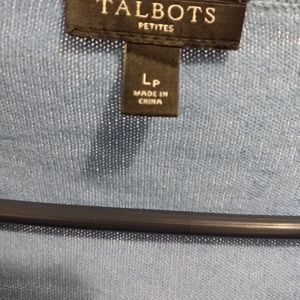 TALBOTS
PETITES
LP
MADE IN
CHINA